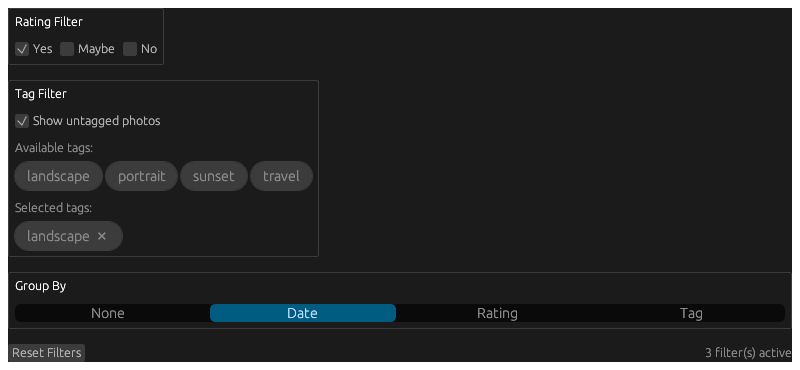 Rating Filter
Yes Maybe No
Tag Filter
Show untagged photos
Available tags:
landscape portrait sunset travel
Selected tags:
landscape ×
Group By
None Date Rating Tag
Reset Filters 3 filter(s) active